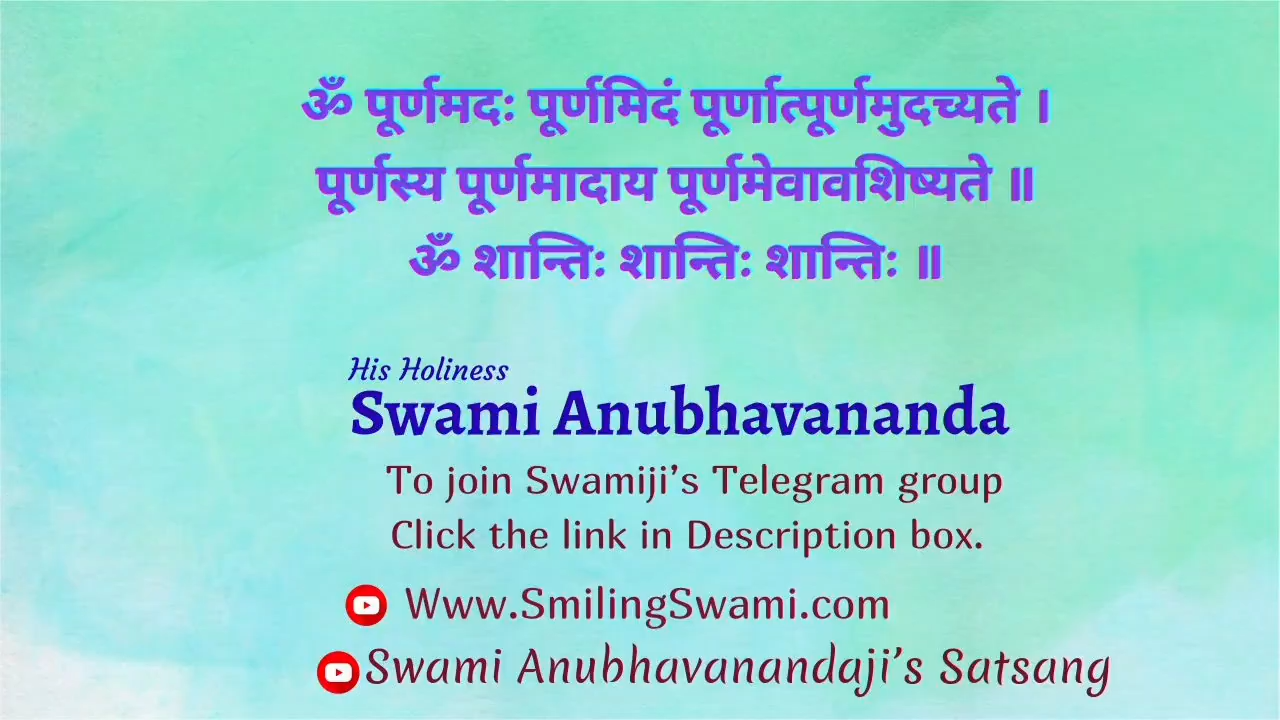 ॐ पूर्णमदः पूर्णमिदं पूर्णात्पूर्णमुदच्यते ।
पूर्णस्य पूर्णमादाय पूर्णमेवावशिष्यते ॥
ॐ शान्तिः शान्तिः शान्तिः ॥
His Holiness
Swami Anubhavananda
To join Swamiji’s Telegram group
Click the link in Description box.
Www.SmilingSwami.com
Swami Anubhavanandaji’s Satsang